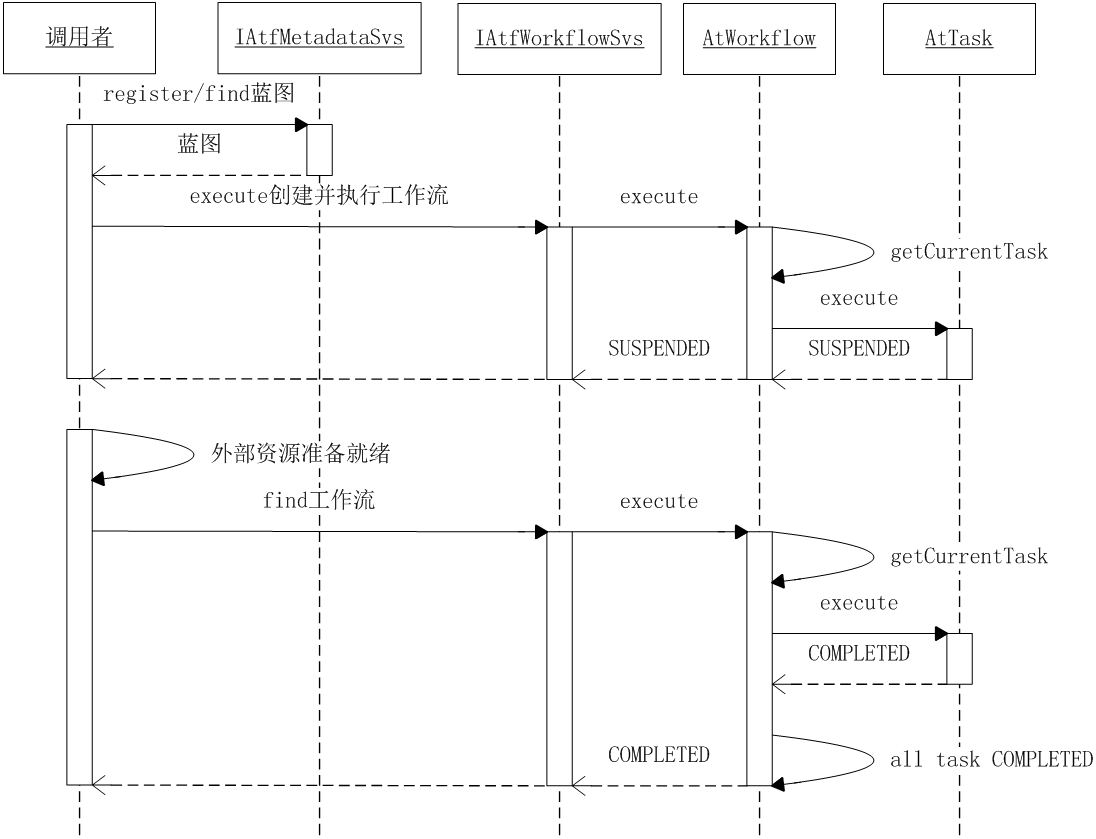 调用者
IAtfMetadataSvs
IAtfWorkflowSvs
AtWorkflow
AtTask
register/find蓝图
蓝图
execute创建并执行工作流
execute
getCurrentTask
execute
SUSPENDED
SUSPENDED
外部资源准备就绪
find工作流
execute
getCurrentTask
execute
COMPLETED
COMPLETED
all task COMPLETED